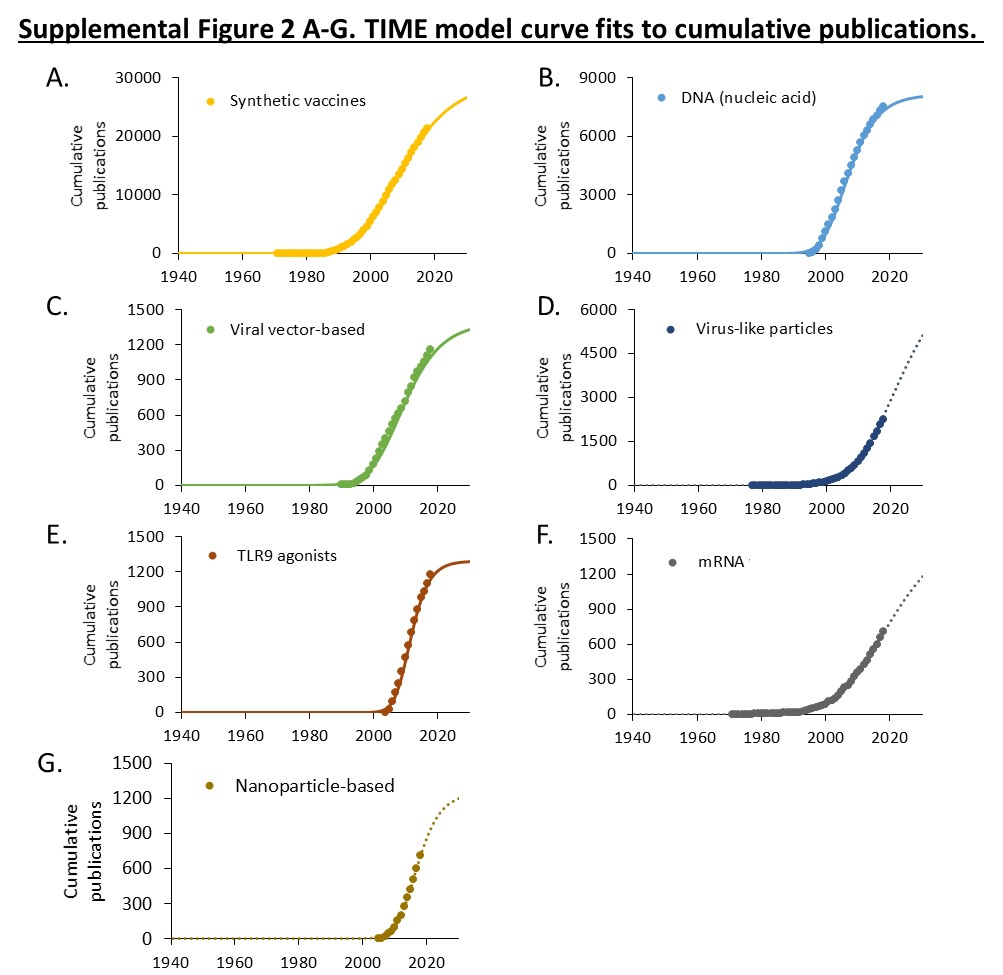 Supplemental Figure 2 A-G. TIME model curve fits to cumulative publications.
A.
30000
20000
10000
0
Cumulative
publications
Synthetic vaccines
1940 1960 1980 2000 2020
B.
9000
6000
3000
0
Cumulative
publications
DNA (nucleic acid)
1940 1960 1980 2000 2020
C.
1500
1200
900
600
300
0
Cumulative
publications
Viral vector-based
1940 1960 1980 2000 2020
D.
6000
4500
3000
1500
0
Cumulative
publications
Virus-like particles
1940 1960 1980 2000 2020
E.
1500
1200
900
600
300
0
Cumulative
publications
TLR9 agonists
1940 1960 1980 2000 2020
F.
1500
1200
900
600
300
0
Cumulative
publications
mRNA
1940 1960 1980 2000 2020
G.
1500
1200
900
600
300
0
Cumulative
publications
Nanoparticle-based
1940 1960 1980 2000 2020